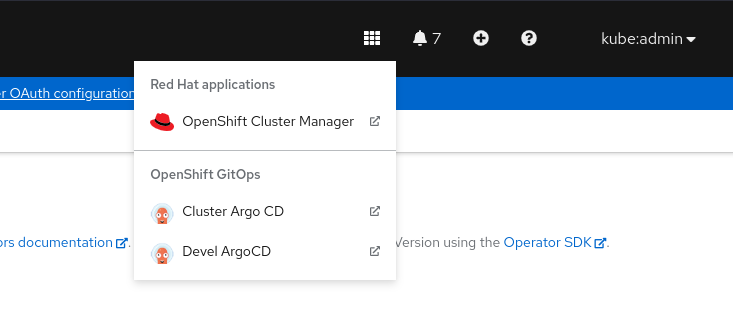 7
kube:admin
Red Hat applications
r OAuth configuration
OpenShift Cluster Manager
OpenShift GitOps
Cluster Argo CD
ors documentation . Version using the Operator SDK .
Devel ArgoCD